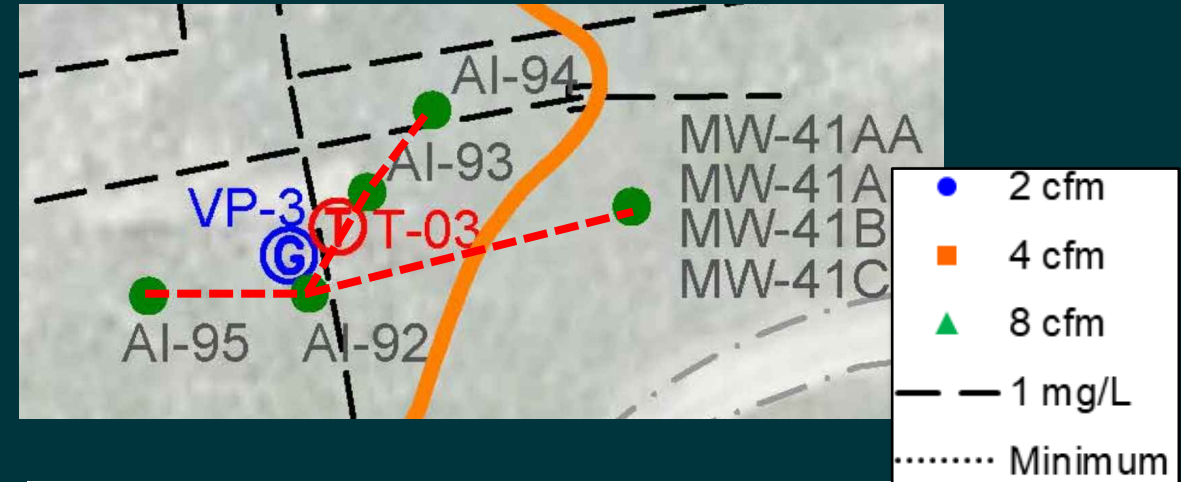 AI-94
AI-93
VP-3
T T-03
G
AI-95
AI-92
MW-41AA
MW-41A
MW-41B
MW-41C
2 cfm
4 cfm
8 cfm
1 mg/L
Minimum